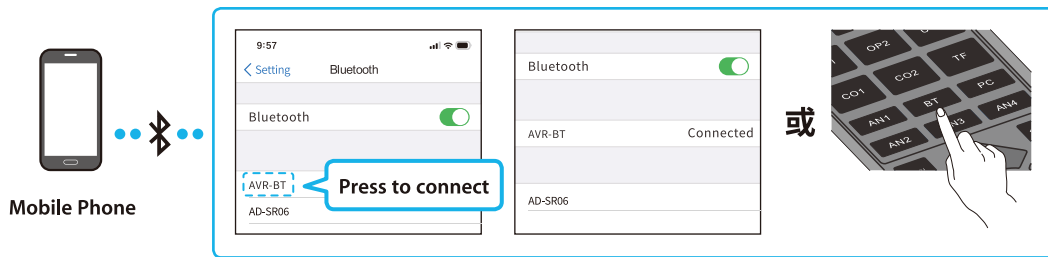 Mobile Phone
9:57
Setting
Bluetooth
Bluetooth
AVR-BT
Press to connect
AD-SR06
Bluetooth
AVR-BT
Connected
AD-SR06
或
OP2
TF
CO1
CO2
PC
AN1
BT
AN4
AN2
AN3